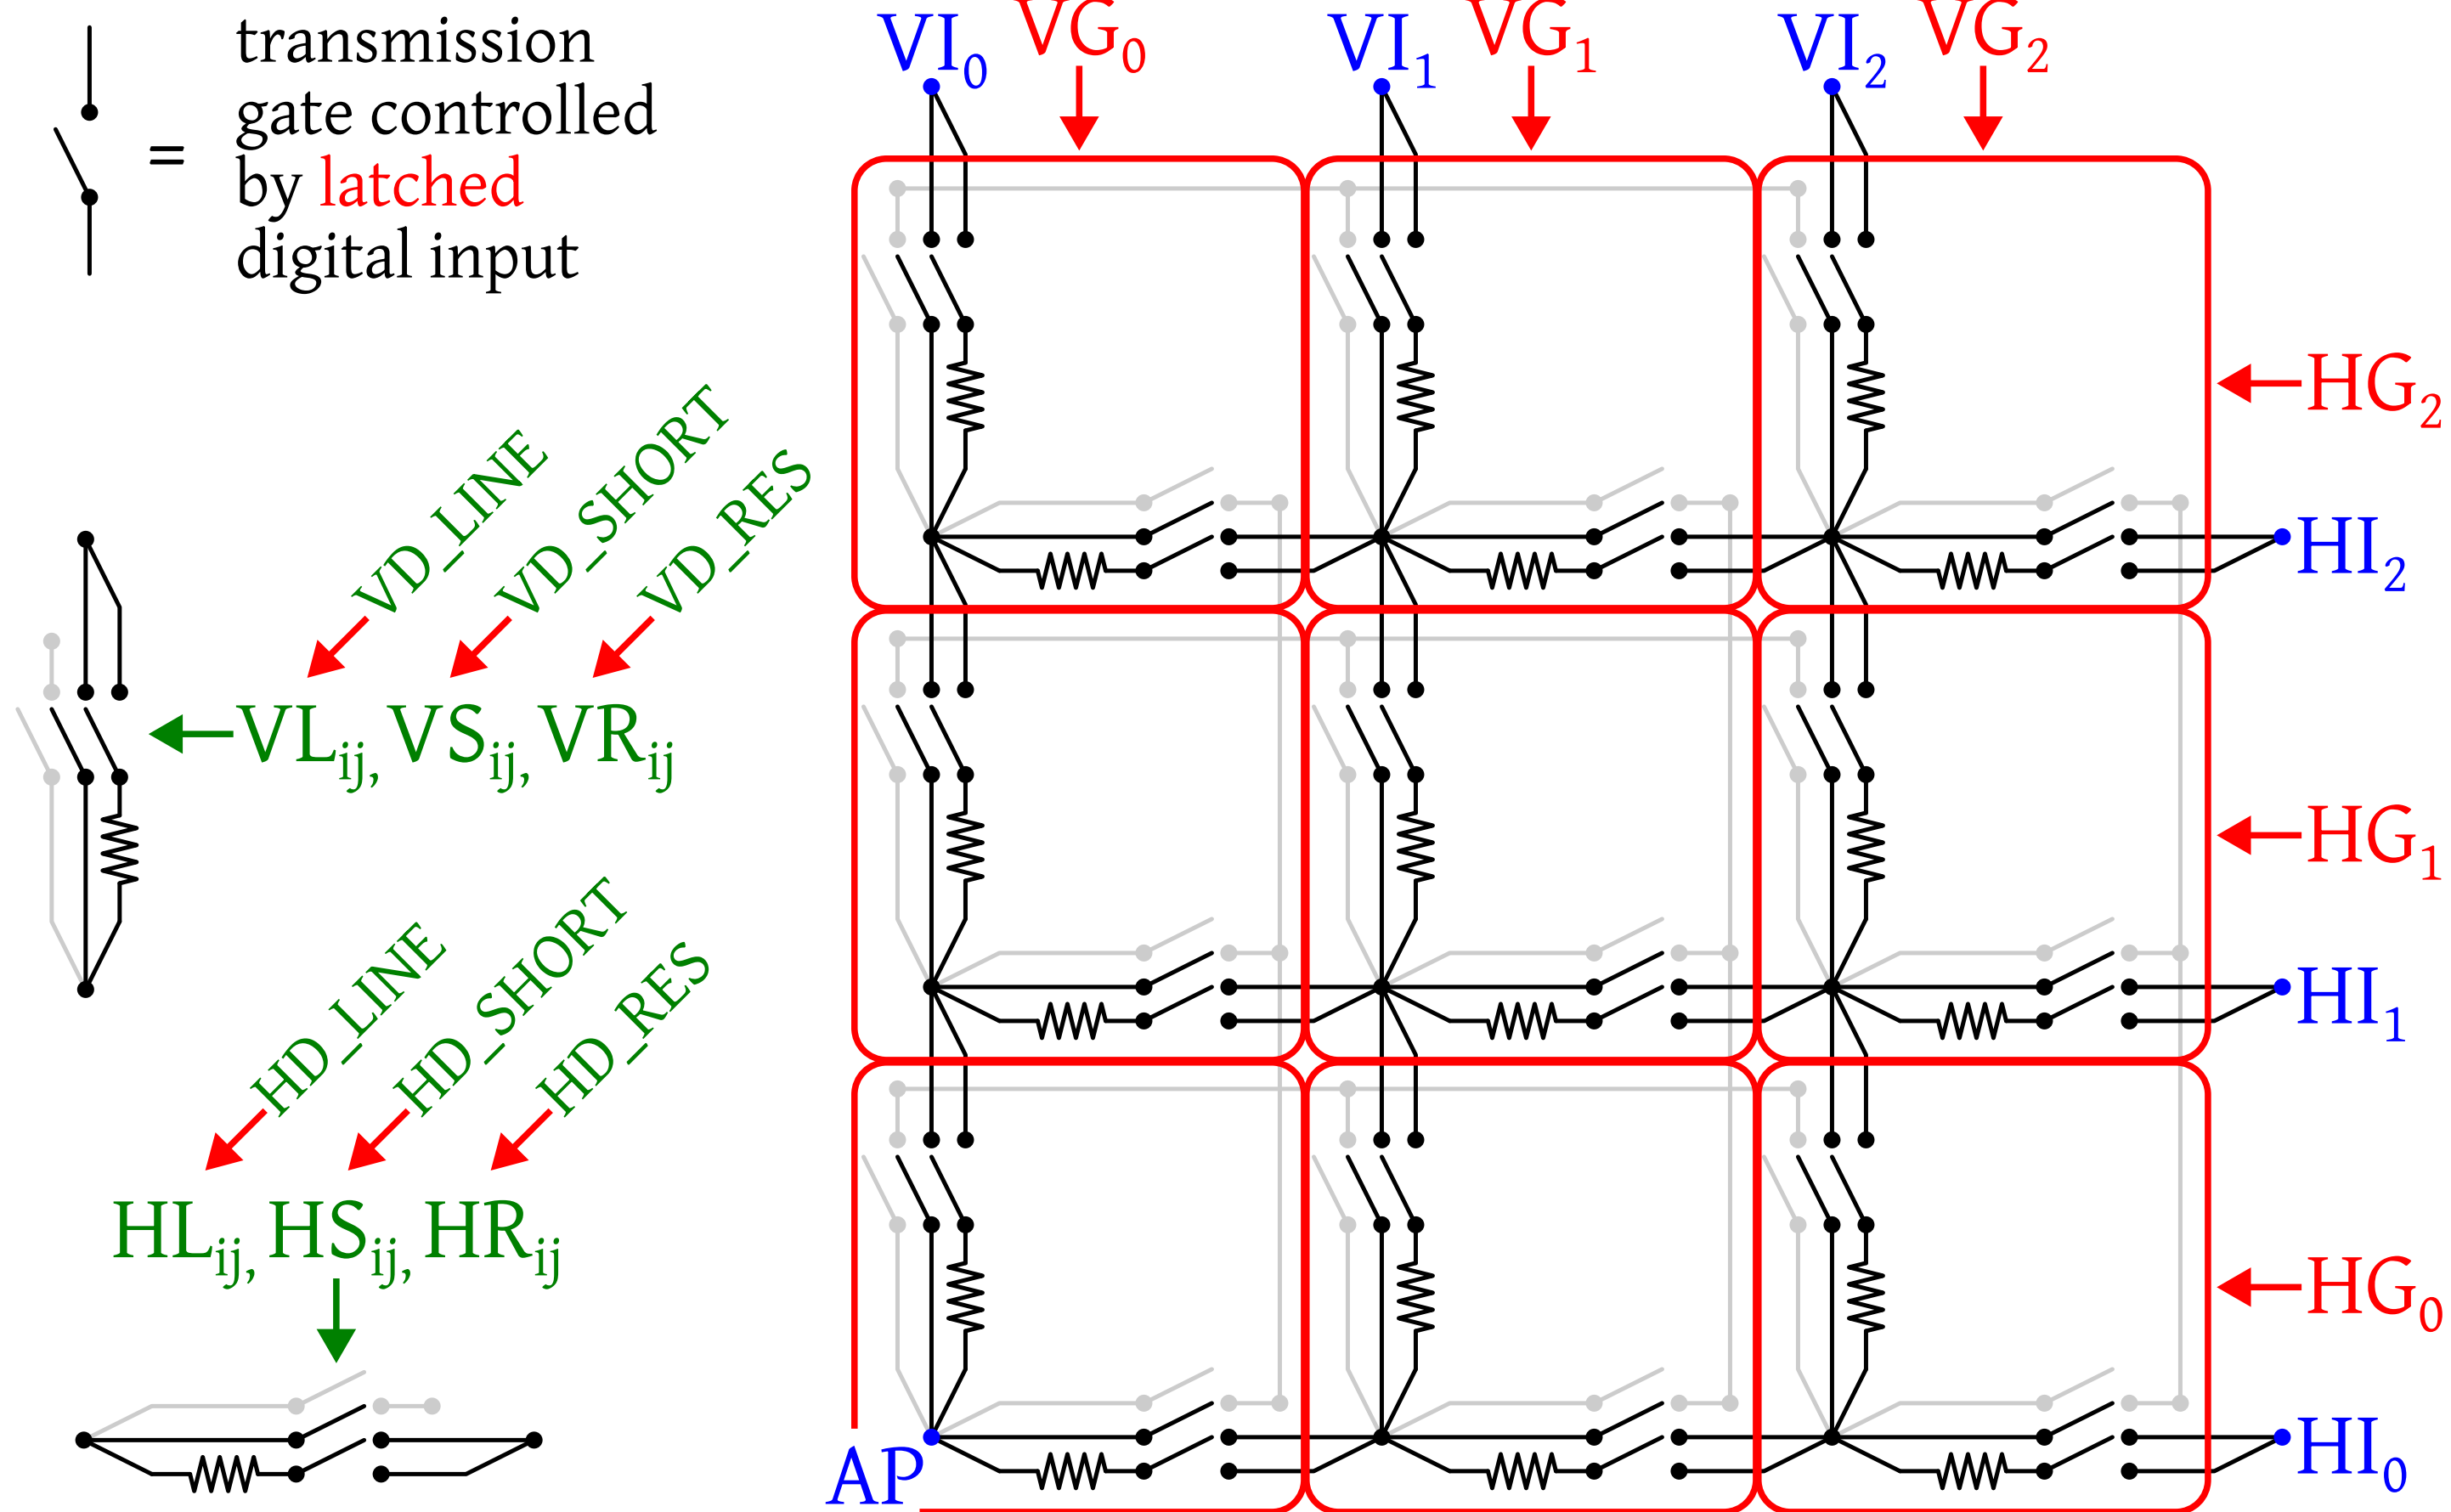 transmission
gate controlled
by latched
digital input
=
VI0 VG0 VI1 VG1 VI2 VG2
HG2
HI2
HG1
HI1
HG0
HI0
AP
VD_LINE
VD_SHORT
VD_RES
VLij, VSij, VRij
HD_LINE
HD_SHORT
HD_RES
HLij, HSij, HRij